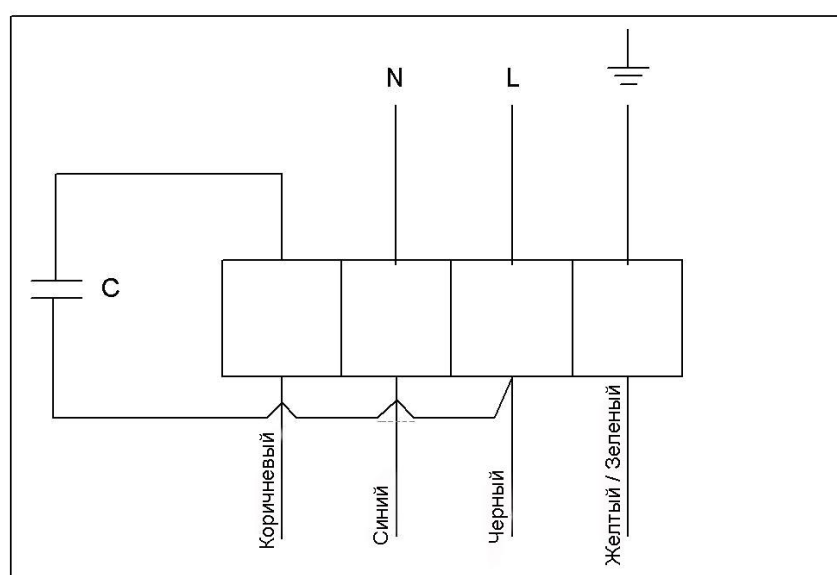 N
L
C
Коричневый
Синий
Черный
Желтый / Зеленый